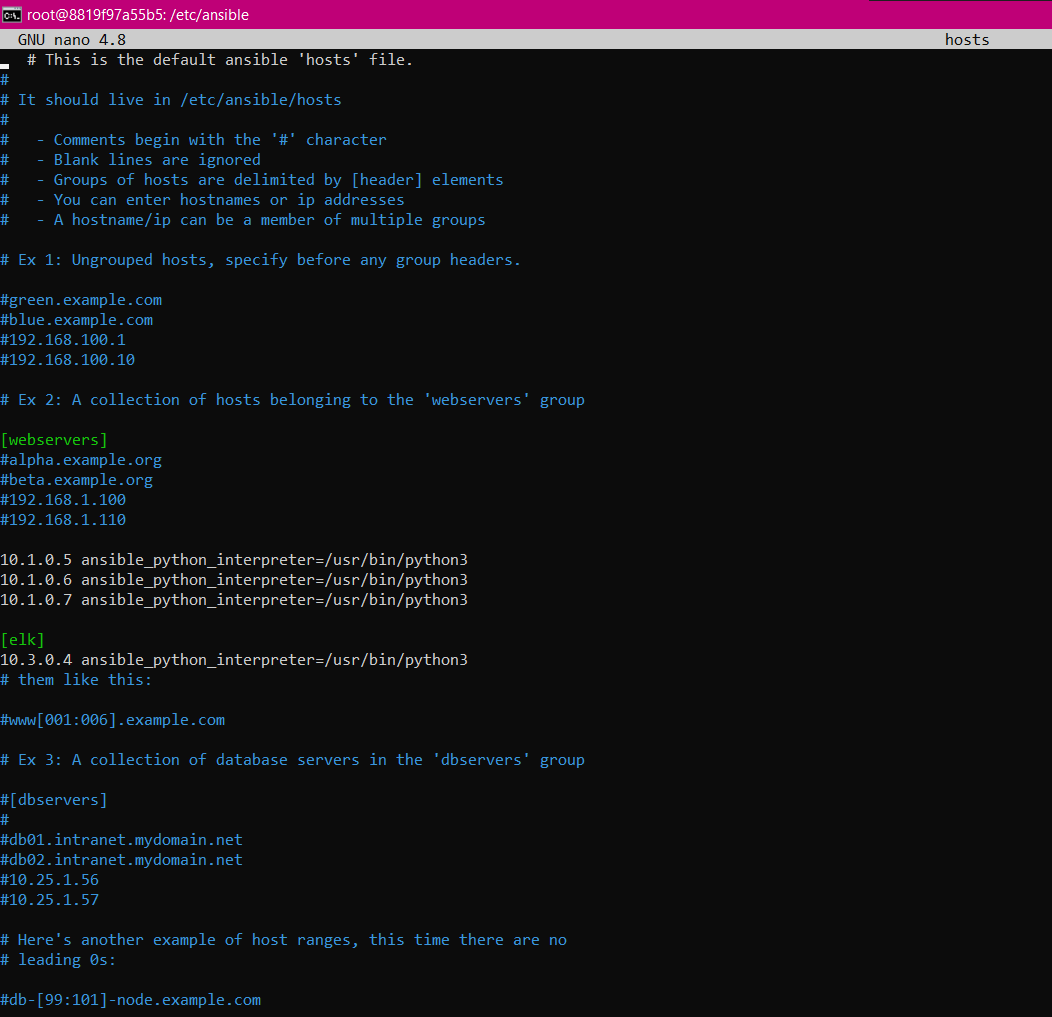 root@8819f97a55b5: /etc/ansible
GNU nano 4.8 hosts
# This is the default ansible 'hosts' file.
#
# It should live in /etc/ansible/hosts
#
#   - Comments begin with the '#' character
#   - Blank lines are ignored
#   - Groups of hosts are delimited by [header] elements
#   - You can enter hostnames or ip addresses
#   - A hostname/ip can be a member of multiple groups
# Ex 1: Ungrouped hosts, specify before any group headers.
#green.example.com
#blue.example.com
#192.168.100.1
#192.168.100.10
# Ex 2: A collection of hosts belonging to the 'webservers' group
[webservers]
#alpha.example.org
#beta.example.org
#192.168.1.100
#192.168.1.110
10.1.0.5 ansible_python_interpreter=/usr/bin/python3
10.1.0.6 ansible_python_interpreter=/usr/bin/python3
10.1.0.7 ansible_python_interpreter=/usr/bin/python3
[elk]
10.3.0.4 ansible_python_interpreter=/usr/bin/python3
# them like this:
#www[001:006].example.com
# Ex 3: A collection of database servers in the 'dbservers' group
#[dbservers]
#
#db01.intranet.mydomain.net
#db02.intranet.mydomain.net
#10.25.1.56
#10.25.1.57
# Here's another example of host ranges, this time there are no
# leading 0s:
#db-[99:101]-node.example.com